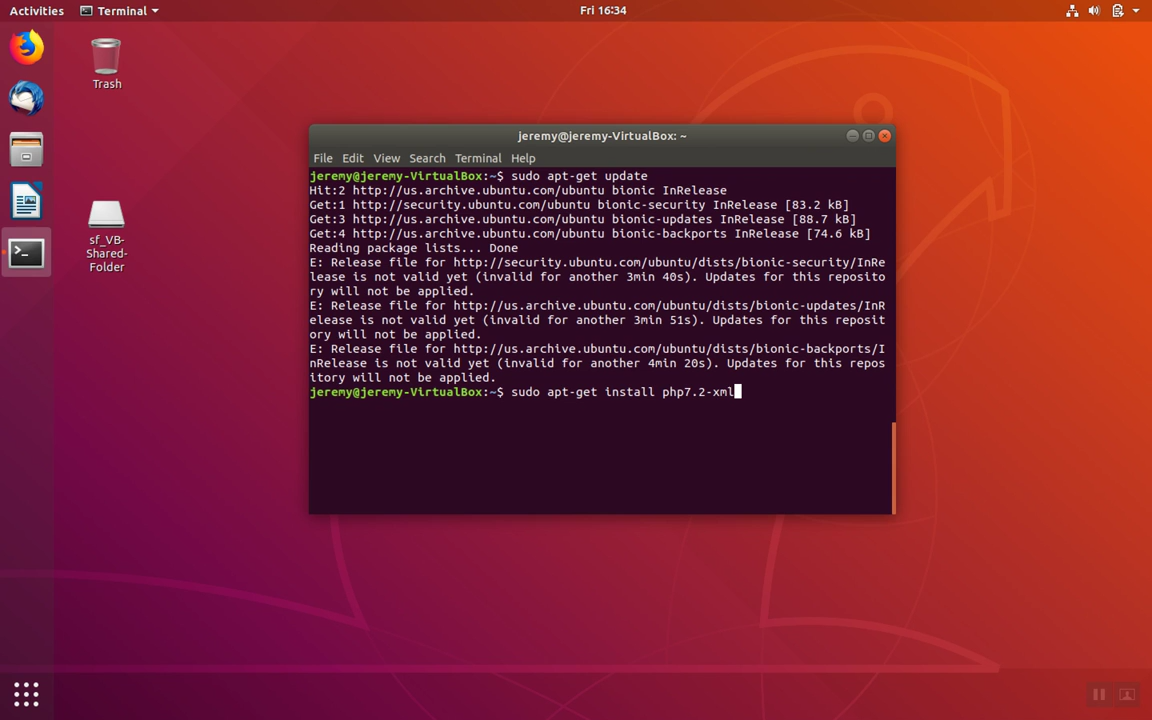 Activities
Terminal
Fri 16:34
Trash
sf_VB-
Shared-
Folder
jeremy@jeremy-VirtualBox: ~
File Edit View Search Terminal Help
jeremy@jeremy-VirtualBox:~$ sudo apt-get update
Hit:2 http://us.archive.ubuntu.com/ubuntu bionic InRelease
Get:1 http://security.ubuntu.com/ubuntu bionic-security InRelease [83.2 kB]
Get:3 http://us.archive.ubuntu.com/ubuntu bionic-updates InRelease [88.7 kB]
Get:4 http://us.archive.ubuntu.com/ubuntu bionic-backports InRelease [74.6 kB]
Reading package lists... Done
E: Release file for http://security.ubuntu.com/ubuntu/dists/bionic-security/InRe
lease is not valid yet (invalid for another 3min 40s). Updates for this reposito
ry will not be applied.
E: Release file for http://us.archive.ubuntu.com/ubuntu/dists/bionic-updates/InR
elease is not valid yet (invalid for another 3min 51s). Updates for this reposit
ory will not be applied.
E: Release file for http://us.archive.ubuntu.com/ubuntu/dists/bionic-backports/I
nRelease is not valid yet (invalid for another 4min 20s). Updates for this repos
itory will not be applied.
jeremy@jeremy-VirtualBox:~$ sudo apt-get install php7.2-xml